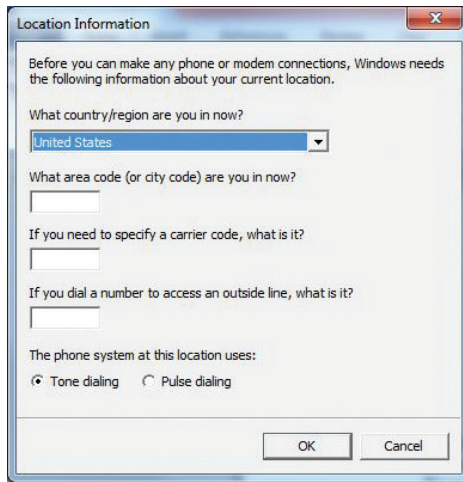 Location Information
Before you can make any phone or modem connections, Windows needs
the following information about your current location.
What country/region are you in now?
United States
What area code (or city code) are you in now?
If you need to specify a carrier code, what is it?
If you dial a number to access an outside line, what is it?
The phone system at this location uses:
Tone dialing Pulse dialing
OK Cancel